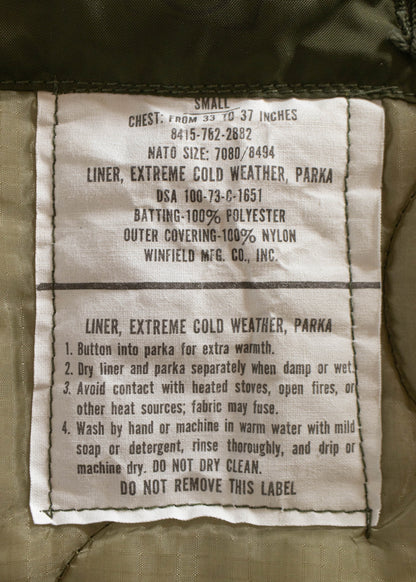 SMALL
CHEST: FROM 33 TO 37 INCHES
8415-782-2882
NATO SIZE: 7080/8494
LINER, EXTREME COLD WEATHER, PARKA
DSA 100-73-C-1651
BATTING-100% POLYESTER
OUTER COVERING-100% NYLON
WINFIELD MFG. CO., INC.
LINER, EXTREME COLD WEATHER, PARKA
1. Button into parka for extra warmth.
2. Dry liner and parka separately when damp or wet.
3. Avoid contact with heated stoves, open fires, or
other heat sources; fabric may fuse.
4. Wash by hand or machine in warm water with mild
soap or detergent, rinse thoroughly, and drip or
machine dry. DO NOT DRY CLEAN.
DO NOT REMOVE THIS LABEL